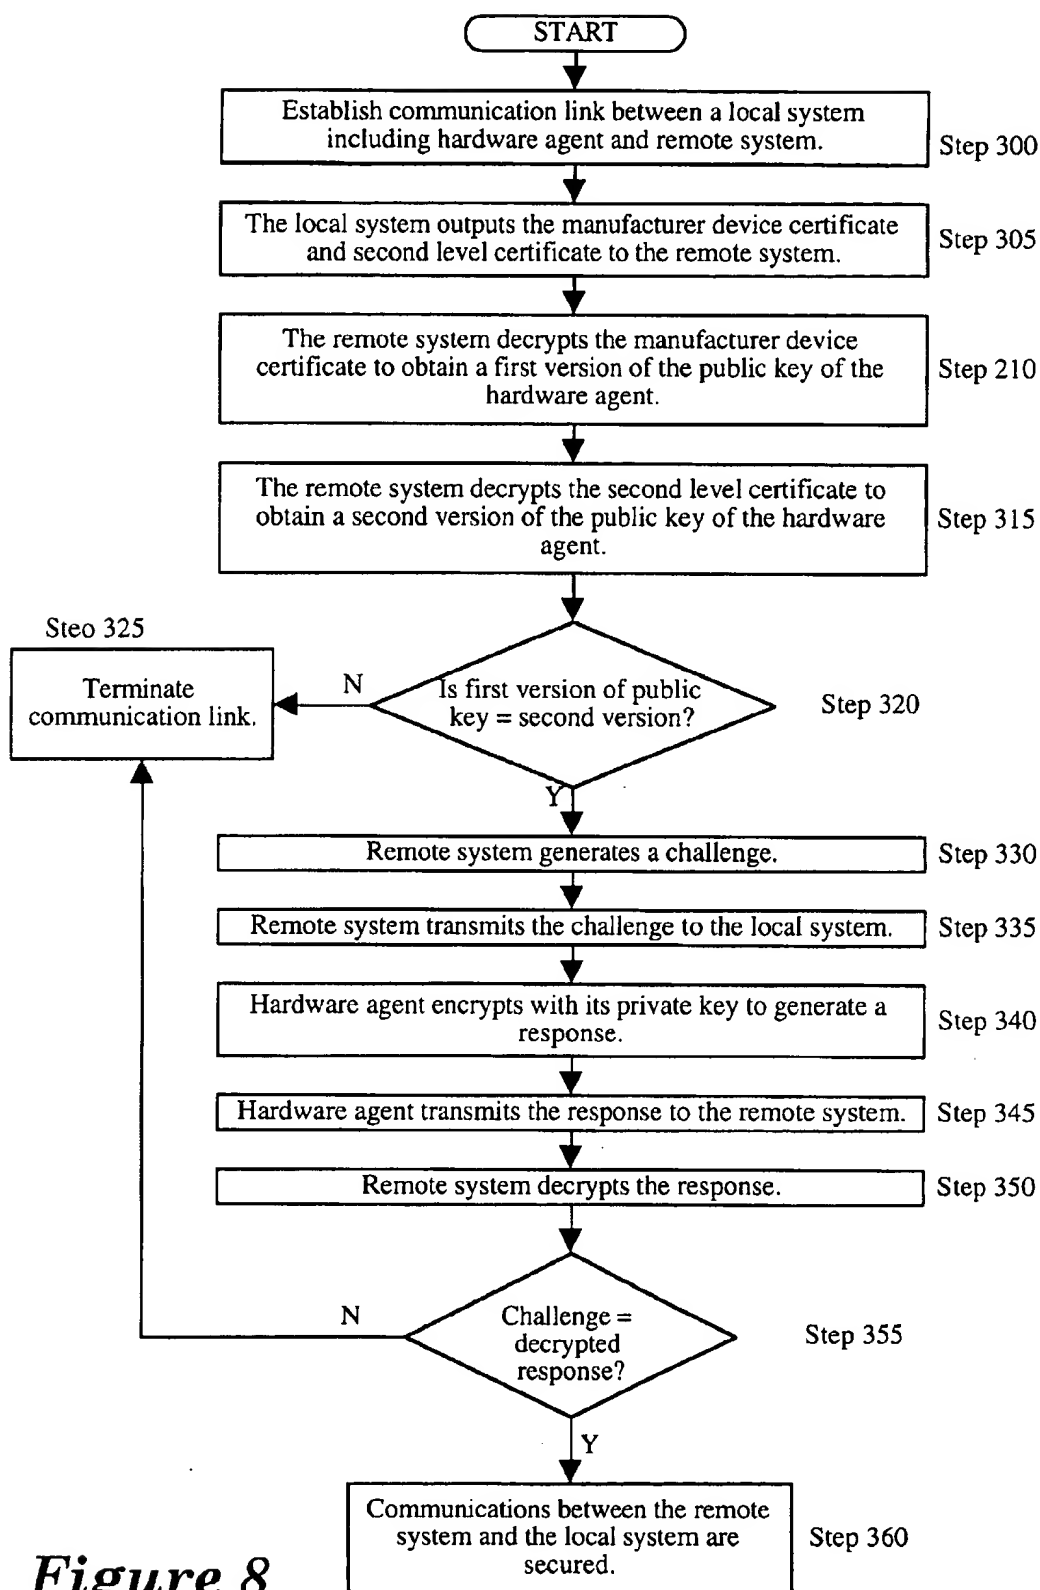 START
Establish communication link between a local system
including hardware agent and remote system.
Step 300
The local system outputs the manufacturer device certificate
and second level certificate to the remote system.
Step 305
The remote system decrypts the manufacturer device
certificate to obtain a first version of the public key of the
hardware agent.
Step 210
The remote system decrypts the second level certificate to
obtain a second version of the public key of the hardware
agent.
Step 315
Steo 325
Terminate
communication link.
N
Is first version of public
key = second version?
Step 320
Y
Remote system generates a challenge.
Step 330
Remote system transmits the challenge to the local system.
Step 335
Hardware agent encrypts with its private key to generate a
response.
Step 340
Hardware agent transmits the response to the remote system.
Step 345
Remote system decrypts the response.
Step 350
N
Challenge =
decrypted
response?
Step 355
Y
Communications between the remote
system and the local system are
secured.
Step 360
Figure 8